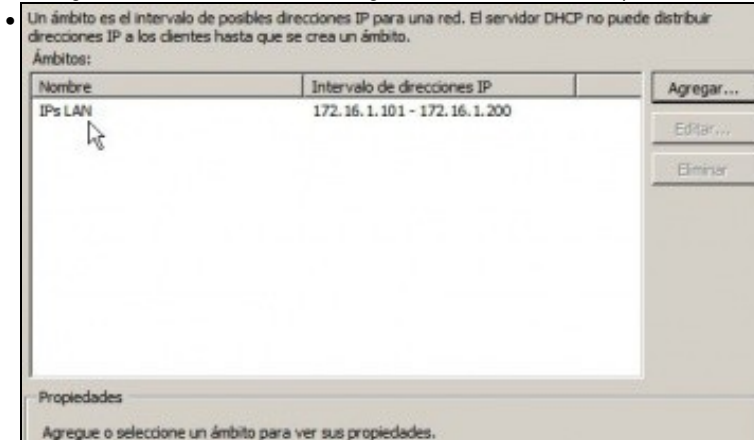 Un ámbito es el intervalo de posibles direcciones IP para una red. El servidor DHCP no puede distribuir
direcciones IP a los clientes hasta que se crea un ámbito.
Ámbitos:
Nombre Intervalo de direcciones IP
Agregar...
IPs LAN 172.16.1.101 - 172.16.1.200
Editar...
Eliminar
Propiedades
Agregue o seleccione un ámbito para ver sus propiedades.